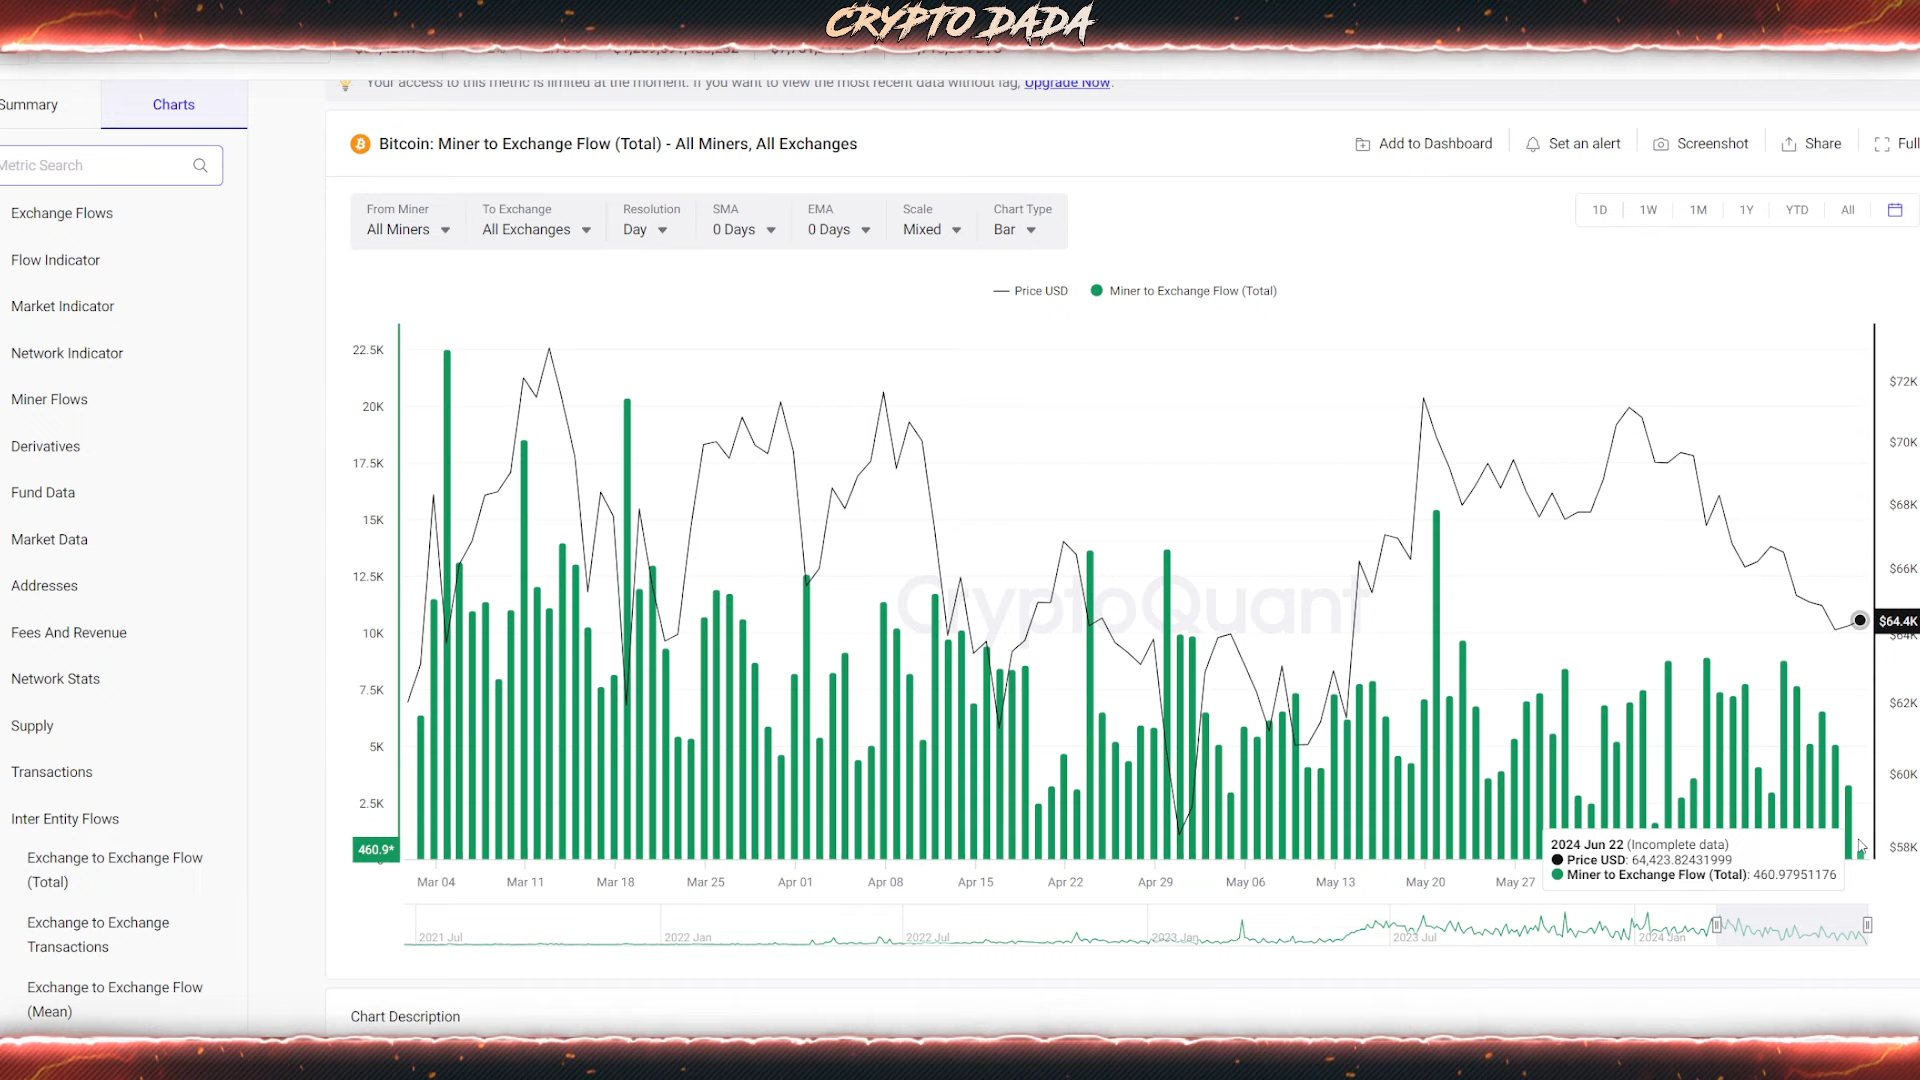 CRYPTO DADA
Your access to this metric is limited at the moment. If you want to view the most recent data without lag, Upgrade Now.
Summary
Charts
Metric Search
Exchange Flows
Flow Indicator
Market Indicator
Network Indicator
Miner Flows
Derivatives
Fund Data
Market Data
Addresses
Fees And Revenue
Network Stats
Supply
Transactions
Inter Entity Flows
Exchange to Exchange Flow
(Total)
Exchange to Exchange
Transactions
Exchange to Exchange Flow
(Mean)
Bitcoin: Miner to Exchange Flow (Total) - All Miners, All Exchanges
Add to Dashboard
Set an alert
Screenshot
Share
Full
From Miner
All Miners
To Exchange
All Exchanges
Resolution
Day
SMA
0 Days
EMA
0 Days
Scale
Mixed
Chart Type
Bar
1D 1W 1M 1Y YTD All
Price USD
Miner to Exchange Flow (Total)
22.5K
20K
17.5K
15K
12.5K
10K
7.5K
5K
2.5K
460.9*
$72K
$70K
$68K
$66K
$64.4K
$64K
$62K
$60K
$58K
CryptoQuant
2024 Jun 22 (Incomplete data)
Price USD: 64,423.82431999
Miner to Exchange Flow (Total): 460.97951176
Mar 04 Mar 11 Mar 18 Mar 25 Apr 01 Apr 08 Apr 15 Apr 22 Apr 29 May 06 May 13 May 20 May 27
2021 Jul 2022 Jan 2022 Jul 2023 Jan 2023 Jul 2024 Jan
Chart Description